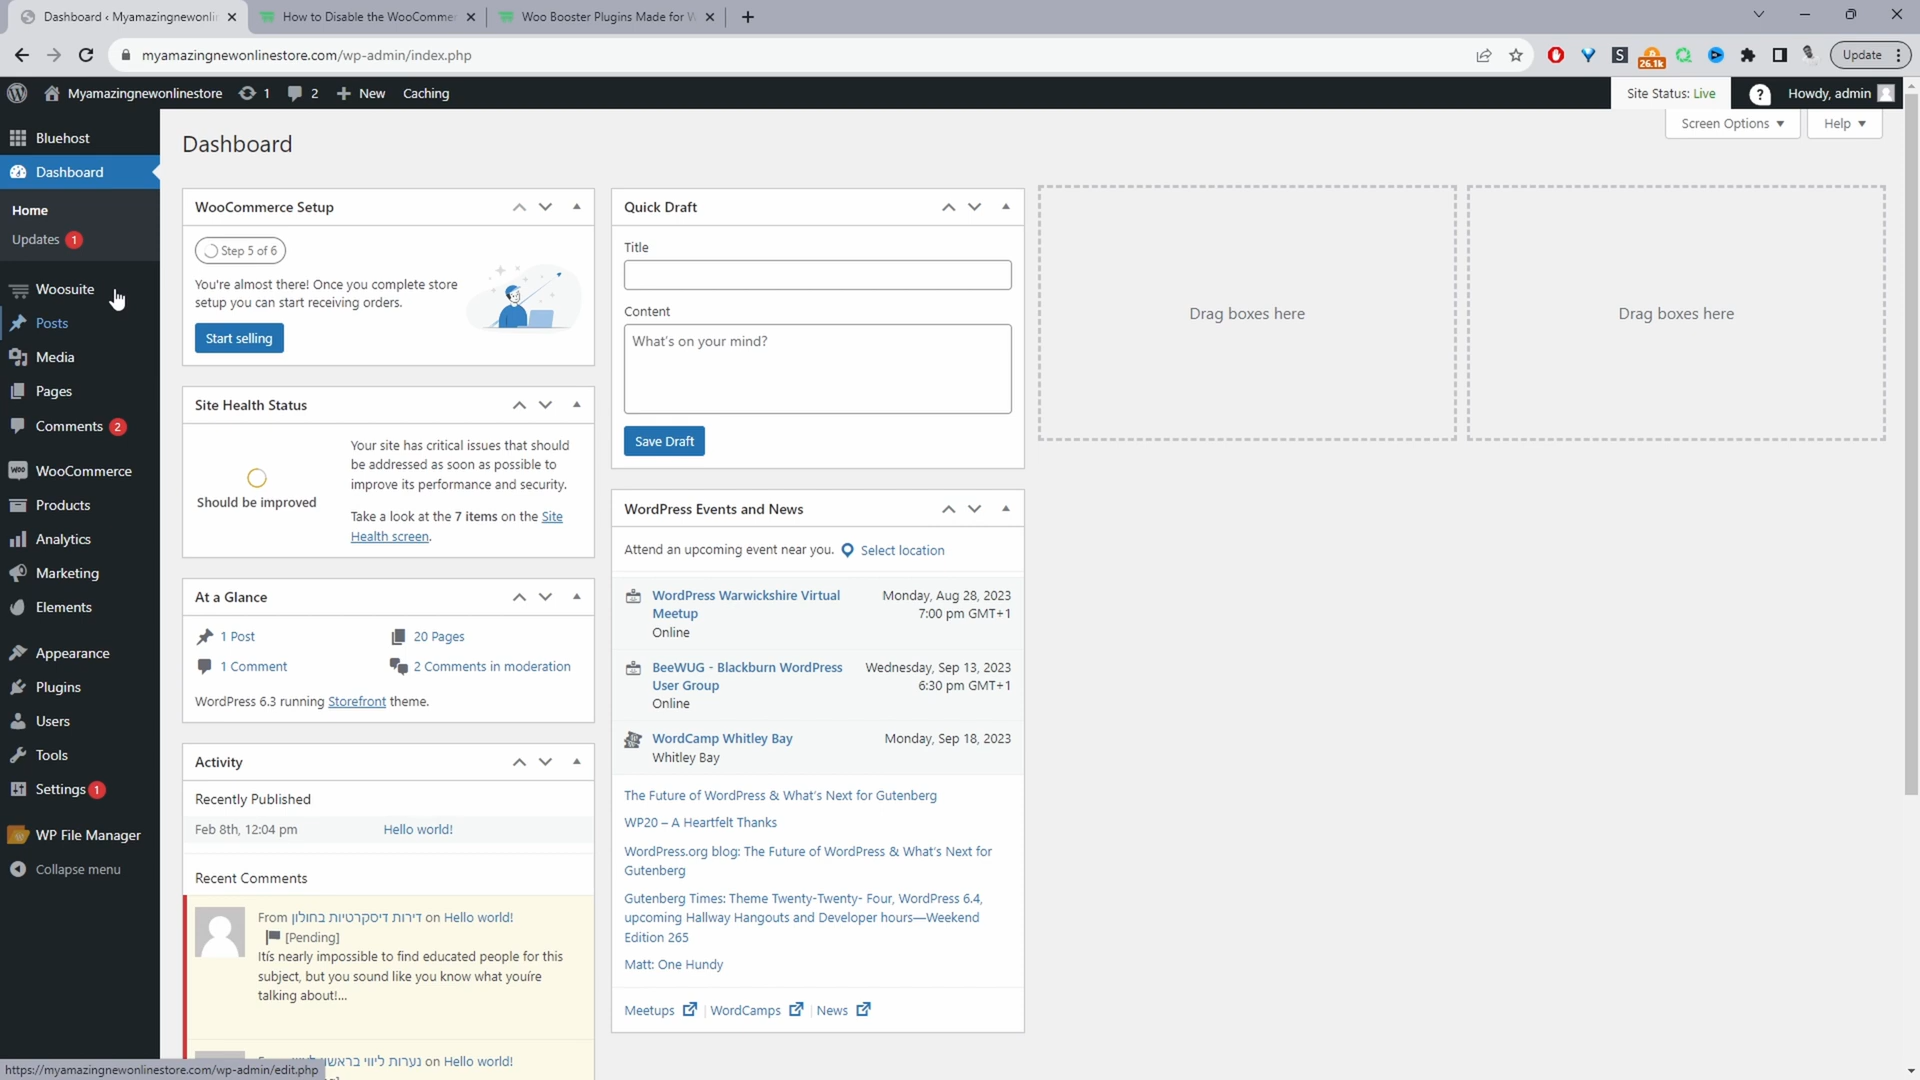 Dashboard ‹ Myamazingnewonli
How to Disable the WooCommer
Woo Booster Plugins Made for W
myamazingnewonlinestore.com/wp-admin/index.php
26.1k
Update
Myamazingnewonlinestore
1
2
New
Caching
Site Status: Live
Howdy, admin
Bluehost
Dashboard
Home
Updates 1
Woosuite
Posts
Media
Pages
Comments 2
WooCommerce
Products
Analytics
Marketing
Elements
Appearance
Plugins
Users
Tools
Settings 1
WP File Manager
Collapse menu
Dashboard
Screen Options
Help
WooCommerce Setup
Step 5 of 6
You're almost there! Once you complete store
setup you can start receiving orders.
Start selling
Site Health Status
Should be improved
Your site has critical issues that should
be addressed as soon as possible to
improve its performance and security.
Take a look at the 7 items on the Site
Health screen.
At a Glance
1 Post
20 Pages
1 Comment
2 Comments in moderation
WordPress 6.3 running Storefront theme.
Activity
Recently Published
Feb 8th, 12:04 pm
Hello world!
Recent Comments
From דירות דיסקרטיות בחולון on Hello world!
[Pending]
Itís nearly impossible to find educated people for this
subject, but you sound like you know what youíre
talking about!...
נערות ליווי בראשון on Hello world!
Quick Draft
Title
Content
What's on your mind?
Save Draft
WordPress Events and News
Attend an upcoming event near you.
Select location
WordPress Warwickshire Virtual
Meetup
Online
Monday, Aug 28, 2023
7:00 pm GMT+1
BeeWUG - Blackburn WordPress
User Group
Online
Wednesday, Sep 13, 2023
6:30 pm GMT+1
WordCamp Whitley Bay
Whitley Bay
Monday, Sep 18, 2023
The Future of WordPress & What's Next for Gutenberg
WP20 – A Heartfelt Thanks
WordPress.org blog: The Future of WordPress & What's Next for
Gutenberg
Gutenberg Times: Theme Twenty-Twenty- Four, WordPress 6.4,
upcoming Hallway Hangouts and Developer hours—Weekend
Edition 265
Matt: One Hundy
Meetups
WordCamps
News
Drag boxes here
Drag boxes here
https://myamazingnewonlinestore.com/wp-admin/edit.php